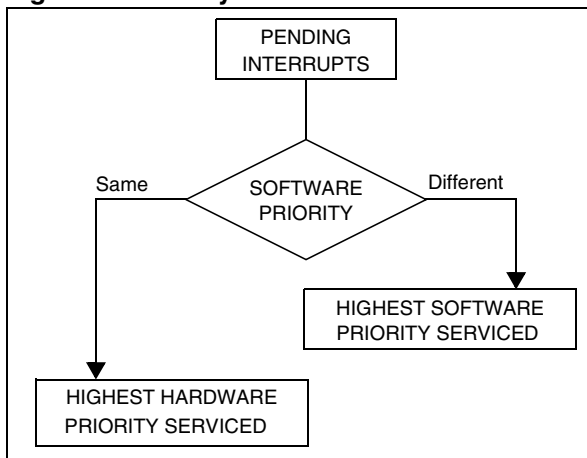 PENDING
INTERRUPTS
SOFTWARE
PRIORITY
Same
Different
HIGHEST SOFTWARE
PRIORITY SERVICED
HIGHEST HARDWARE
PRIORITY SERVICED